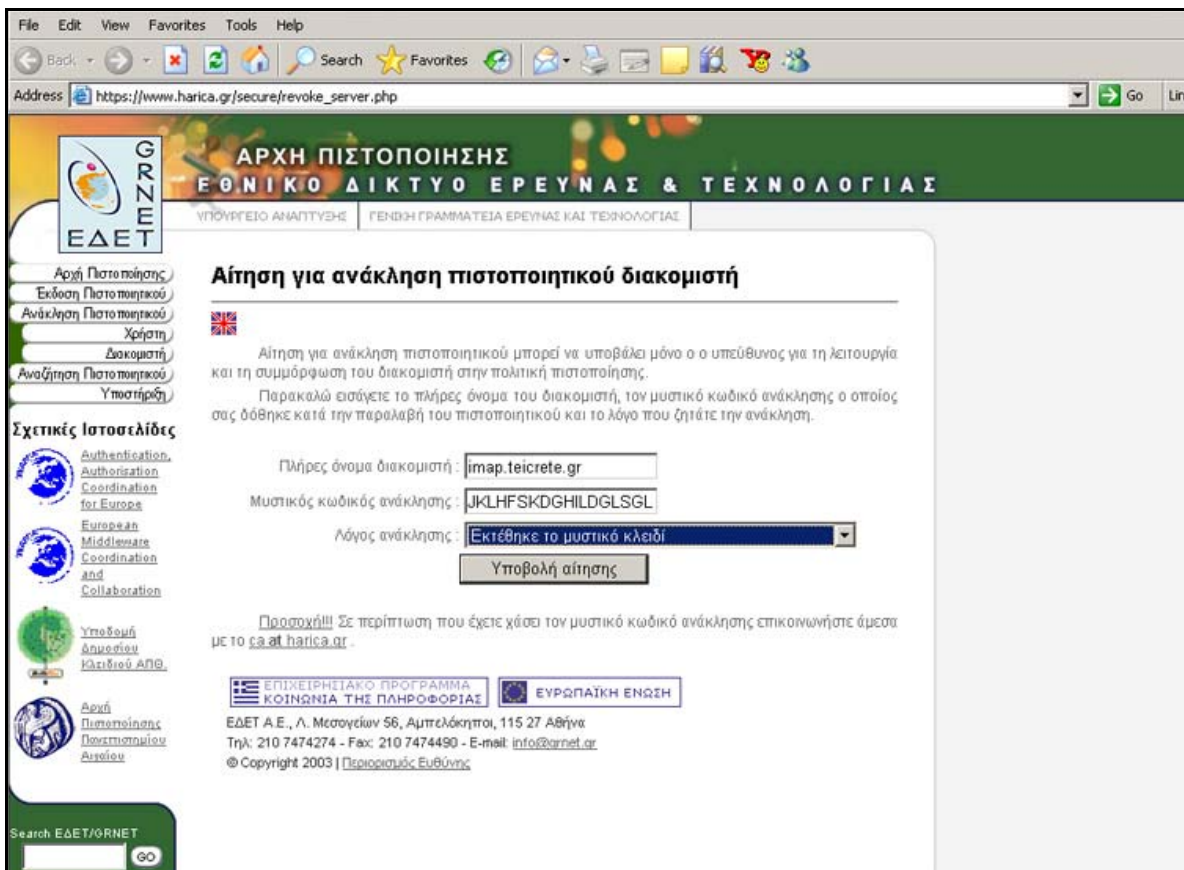 File Edit View Favorites Tools Help
Back Search Favorites
Address https://www.harica.gr/secure/revoke_server.php Go
GRNET
ΕΔΕΤ
ΑΡΧΗ ΠΙΣΤΟΠΟΙΗΣΗΣ
ΕΘΝΙΚΟ ΔΙΚΤΥΟ ΕΡΕΥΝΑΣ & ΤΕΧΝΟΛΟΓΙΑΣ
ΥΠΟΥΡΓΕΙΟ ΑΝΑΠΤΥΞΗΣ ΓΕΝΙΚΗ ΓΡΑΜΜΑΤΕΙΑ ΕΡΕΥΝΑΣ ΚΑΙ ΤΕΧΝΟΛΟΓΙΑΣ
Αρχή Πιστοποίησης
Έκδοση Πιστοποιητικού
Ανάκληση Πιστοποιητικού
Χρήστη
Διακομιστή
Αναζήτηση Πιστοποιητικού
Υποστήριξη
Σχετικές Ιστοσελίδες
Authentication,
Authorisation
Coordination
for Europe
European
Middleware
Coordination
and
Collaboration
Υποδομή
Δημοσίου
Κλειδιού ΑΠΘ.
Αρχή
Πιστοποίησης
Πανεπιστημίου
Αιγαίου
Search ΕΔΕΤ/GRNET
GO
Αίτηση για ανάκληση πιστοποιητικού διακομιστή
Αίτηση για ανάκληση πιστοποιητικού μπορεί να υποβάλει μόνο ο ο υπεύθυνος για τη λειτουργία
και τη συμμόρφωση του διακομιστή στην πολιτική πιστοποίησης.
Παρακαλώ εισάγετε το πλήρες όνομα του διακομιστή, τον μυστικό κωδικό ανάκλησης ο οποίος
σας δόθηκε κατά την παραλαβή του πιστοποιητικού και το λόγο που ζητάτε την ανάκληση.
Πλήρες όνομα διακομιστή : imap.teicrete.gr
Μυστικός κωδικός ανάκλησης : JKLHFSKDGHILDGLSGL
Λόγος ανάκλησης : Εκτέθηκε το μυστικό κλειδί
Υποβολή αίτησης
Προσοχή!!! Σε περίπτωση που έχετε χάσει τον μυστικό κωδικό ανάκλησης επικοινωνήστε άμεσα
με το ca at harica.gr .
ΕΠΙΧΕΙΡΗΣΙΑΚΟ ΠΡΟΓΡΑΜΜΑ
ΚΟΙΝΩΝΙΑ ΤΗΣ ΠΛΗΡΟΦΟΡΙΑΣ
ΕΥΡΩΠΑΪΚΗ ΕΝΩΣΗ
ΕΔΕΤ Α.Ε., Λ. Μεσογείων 56, Αμπελόκηποι, 115 27 Αθήνα
Τηλ: 210 7474274 - Fax: 210 7474490 - E-mail: info@grnet.gr
© Copyright 2003 | Περιορισμός Ευθύνης